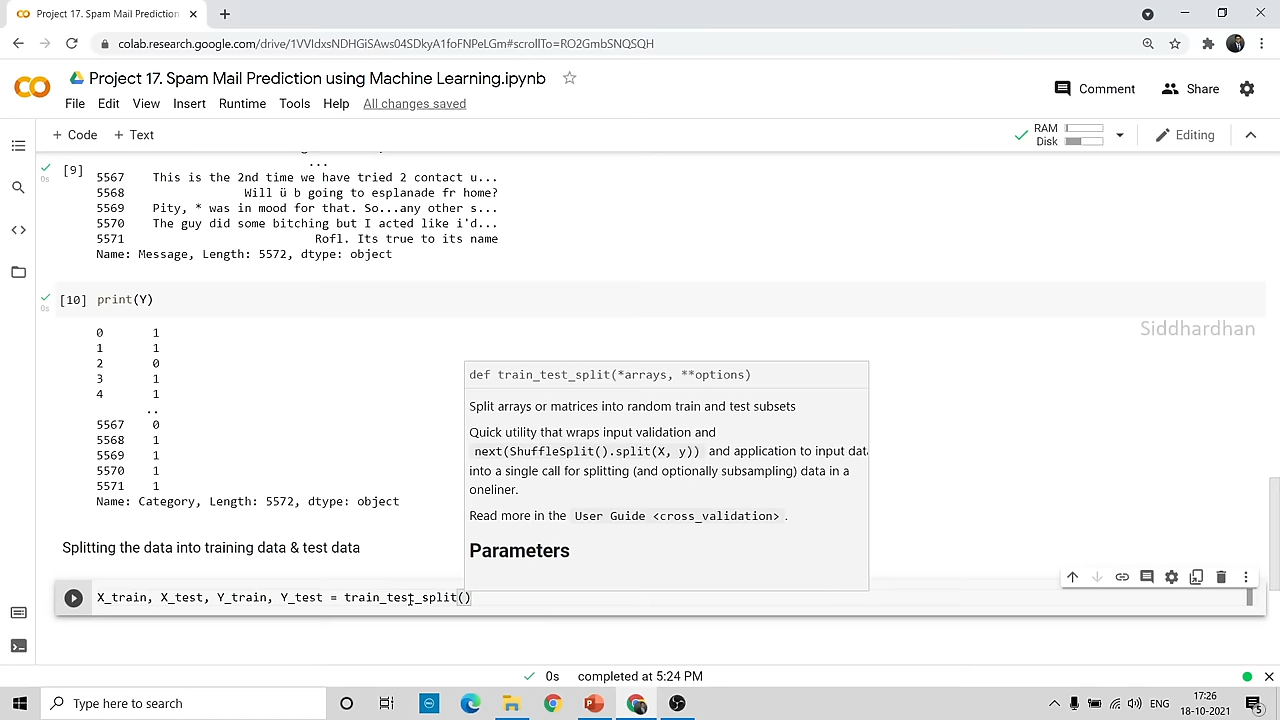 Project 17. Spam Mail Prediction
colab.research.google.com/drive/1VVIdxsNDHGiSAws04SDkyA1foFNPeLGm#scrollTo=RO2GmbSNQSQH
Project 17. Spam Mail Prediction using Machine Learning.ipynb
Comment
Share
File Edit View Insert Runtime Tools Help All changes saved
+ Code + Text
RAM
Disk
Editing
...
[9]
0s
5567 This is the 2nd time we have tried 2 contact u...
5568 Will ü b going to esplanade fr home?
5569 Pity, * was in mood for that. So...any other s...
5570 The guy did some bitching but I acted like i'd...
5571 Rofl. Its true to its name
Name: Message, Length: 5572, dtype: object
[10] print(Y)
0s
0 1
1 1
2 0
3 1
4 1
..
5567 0
5568 1
5569 1
5570 1
5571 1
Name: Category, Length: 5572, dtype: object
Siddhardhan
def train_test_split(*arrays, **options)
Split arrays or matrices into random train and test subsets
Quick utility that wraps input validation and
next(ShuffleSplit().split(X, y)) and application to input dat
into a single call for splitting (and optionally subsampling) data in a
oneliner.
Read more in the User Guide <cross_validation> .
Parameters
Splitting the data into training data & test data
X_train, X_test, Y_train, Y_test = train_test_split()
0s completed at 5:24 PM
Type here to search
ENG
17:26
18-10-2021
5